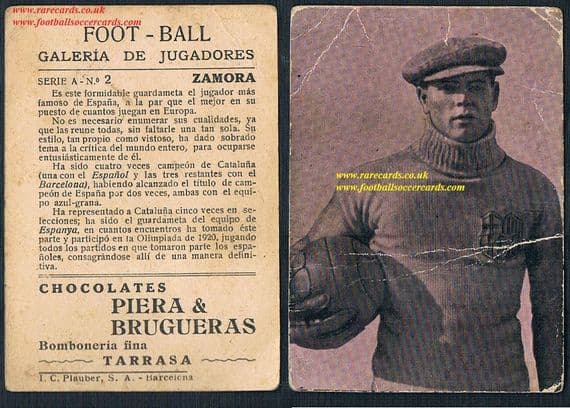 www.rarecards.co.uk
www.footballsoccercards.com
FOOT - BALL
GALERÍA DE JUGADORES
SERIE A - N.º 2 ZAMORA
Es este formidable guardameta el jugador más
famoso de España, a la par que el mejor en su
puesto de cuantos juegan en Europa.
No es necesario enumerar sus cualidades, ya
que las reune todas, sin faltarle una tan sola. Su
estilo, tan propio como vistoso, ha dado sobrado
tema a la crítica del mundo entero, para ocuparse
entusiásticamente de él.
Ha sido cuatro veces campeón de Cataluña
(una con el Español y las tres restantes con el
Barcelona), habiendo alcanzado el título de cam-
peón de España por dos veces, ambas con el equi-
po azul-grana.
Ha representado a Cataluña cinco veces en se-
lecciones; ha sido el guardameta del equipo de
Espanya, en cuantos encuentros ha tomado éste
parte y participó en la Olimpiada de 1920, jugando
todos los partidos en que tomaron parte los espa-
ñoles, consagrándose allí de una manera defini-
tiva.
CHOCOLATES
PIERA &
BRUGUERAS
Bombonería fina
TARRASA
I. C. Plauber, S. A. - Barcelona
www.rarecards.co.uk
www.footballsoccercards.com